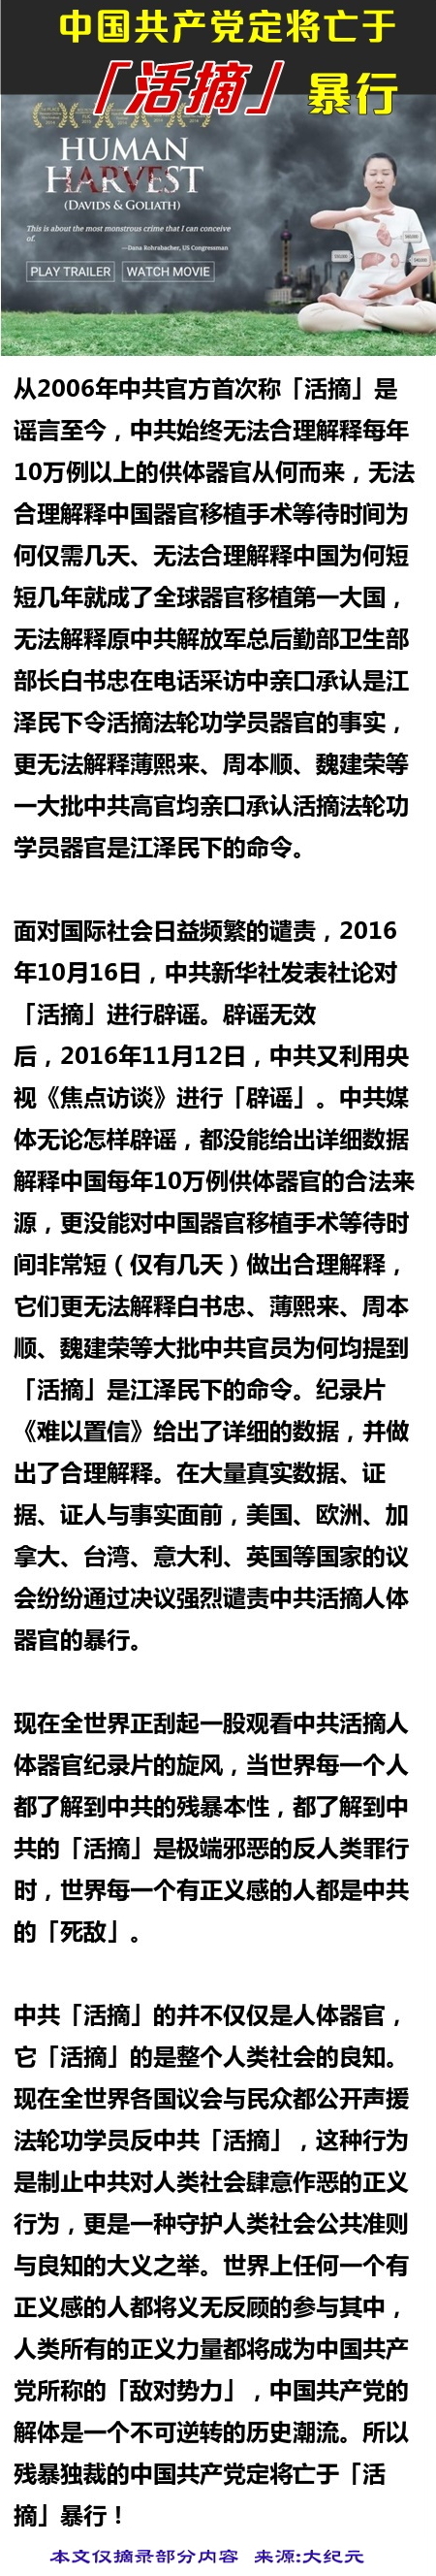 中国共产党定将亡于
「活摘」暴行
HUMAN
HARVEST
(DAVIDS & GOLIATH)
This is about the most monstrous crime that I can conceive
of.
—Dana Rohrabacher, US Congressman
PLAY TRAILER WATCH MOVIE
从2006年中共官方首次称「活摘」是
谣言至今，中共始终无法合理解释每年
10万例以上的供体器官从何而来，无法
合理解释中国器官移植手术等待时间为
何仅需几天、无法合理解释中国为何短
短几年就成了全球器官移植第一大国，
无法解释原中共解放军总后勤部卫生部
部长白书忠在电话采访中亲口承认是江
泽民下令活摘法轮功学员器官的事实，
更无法解释薄熙来、周本顺、魏建荣等
一大批中共高官均亲口承认活摘法轮功
学员器官是江泽民下的命令。
面对国际社会日益频繁的谴责，2016
年10月16日，中共新华社发表社论对
「活摘」进行辟谣。辟谣无效
后，2016年11月12日，中共又利用央
视《焦点访谈》进行「辟谣」。中共媒
体无论怎样辟谣，都没能给出详细数据
解释中国每年10万例供体器官的合法来
源，更没能对中国器官移植手术等待时
间非常短（仅有几天）做出合理解释，
它们更无法解释白书忠、薄熙来、周本
顺、魏建荣等大批中共官员为何均提到
「活摘」是江泽民下的命令。纪录片
《难以置信》给出了详细的数据，并做
出了合理解释。在大量真实数据、证
据、证人与事实面前，美国、欧洲、加
拿大、台湾、意大利、英国等国家的议
会纷纷通过决议强烈谴责中共活摘人体
器官的暴行。
现在全世界正刮起一股观看中共活摘人
体器官纪录片的旋风，当世界每一个人
都了解到中共的残暴本性，都了解到中
共的「活摘」是极端邪恶的反人类罪行
时，世界每一个有正义感的人都是中共
的「死敌」。
中共「活摘」的并不仅仅是人体器官，
它「活摘」的是整个人类社会的良知。
现在全世界各国议会与民众都公开声援
法轮功学员反中共「活摘」，这种行为
是制止中共对人类社会肆意作恶的正义
行为，更是一种守护人类社会公共准则
与良知的大义之举。世界上任何一个有
正义感的人都将义无反顾的参与其中，
人类所有的正义力量都将成为中国共产
党所称的「敌对势力」，中国共产党的
解体是一个不可逆转的历史潮流。所以
残暴独裁的中国共产党定将亡于「活
摘」暴行！
本文仅摘录部分内容 来源:大纪元